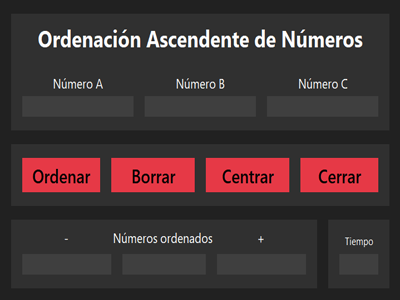 Ordenación Ascendente de Números
Número A Número B Número C
Ordenar Borrar Centrar Cerrar
- Números ordenados +
Tiempo